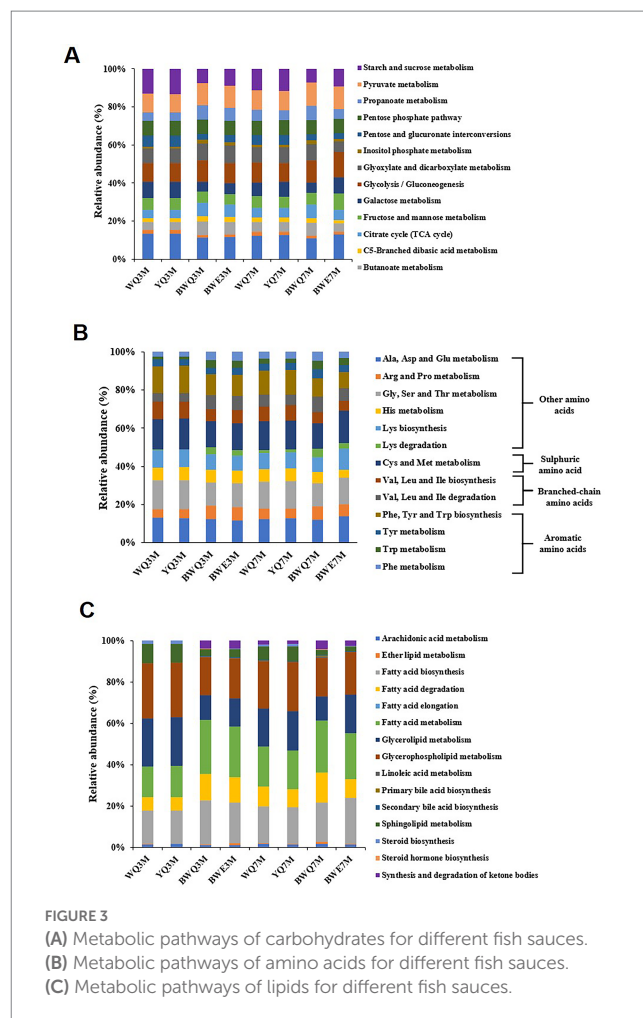 A
100%
80%
60%
40%
20%
0%
Relative abundance (%)
WQ3M
YQ3M
BWQ3M
BWE3M
WQ7M
YQ7M
BWQ7M
BWE7M
Starch and sucrose metabolism
Pyruvate metabolism
Propanoate metabolism
Pentose phosphate pathway
Pentose and glucuronate interconversions
Inositol phosphate metabolism
Glyoxylate and dicarboxylate metabolism
Glycolysis / Gluconeogenesis
Galactose metabolism
Fructose and mannose metabolism
Citrate cycle (TCA cycle)
C5-Branched dibasic acid metabolism
Butanoate metabolism
B
100%
80%
60%
40%
20%
0%
Relative abundance (%)
WQ3M
YQ3M
BWQ3M
BWE3M
WQ7M
YQ7M
BWQ7M
BWE7M
Ala, Asp and Glu metabolism
Arg and Pro metabolism
Gly, Ser and Thr metabolism
His metabolism
Lys biosynthesis
Lys degradation
Cys and Met metabolism
Val, Leu and Ile biosynthesis
Val, Leu and Ile degradation
Phe, Tyr and Trp biosynthesis
Tyr metabolism
Trp metabolism
Phe metabolism
Other amino
acids
Sulphuric
amino acid
Branched-chain
amino acids
Aromatic
amino acids
C
100%
80%
60%
40%
20%
0%
Relative abundance (%)
WQ3M
YQ3M
BWQ3M
BWE3M
WQ7M
YQ7M
BWQ7M
BWE7M
Arachidonic acid metabolism
Ether lipid metabolism
Fatty acid biosynthesis
Fatty acid degradation
Fatty acid elongation
Fatty acid metabolism
Glycerolipid metabolism
Glycerophospholipid metabolism
Linoleic acid metabolism
Primary bile acid biosynthesis
Secondary bile acid biosynthesis
Sphingolipid metabolism
Steroid biosynthesis
Steroid hormone biosynthesis
Synthesis and degradation of ketone bodies
FIGURE 3
(A) Metabolic pathways of carbohydrates for different fish sauces.
(B) Metabolic pathways of amino acids for different fish sauces.
(C) Metabolic pathways of lipids for different fish sauces.